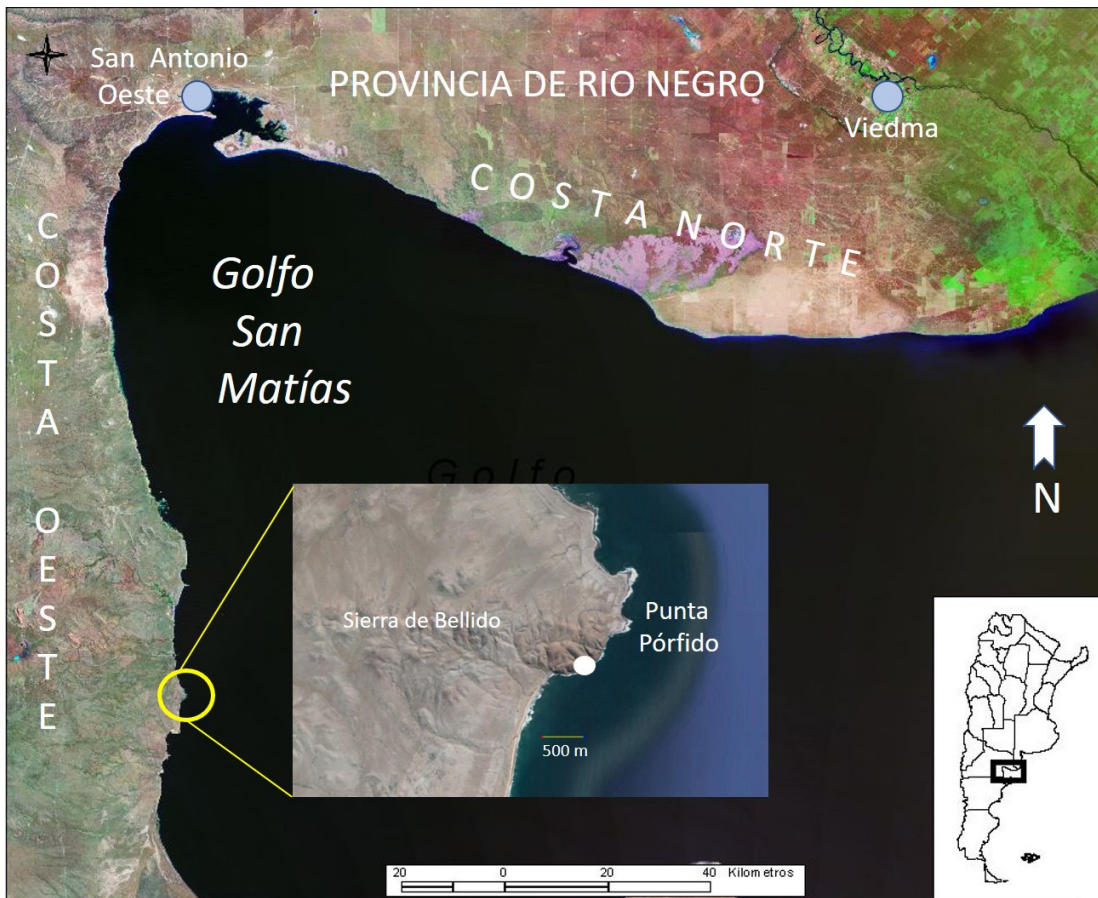 San Antonio
Oeste
PROVINCIA DE RIO NEGRO
Viedma
COSTA NORTE
COSTA OESTE
Golfo
San
Matías
Golfo
Sierra de Bellido
Punta
Pórfido
500 m
N
20 0 20 40 Kilometros